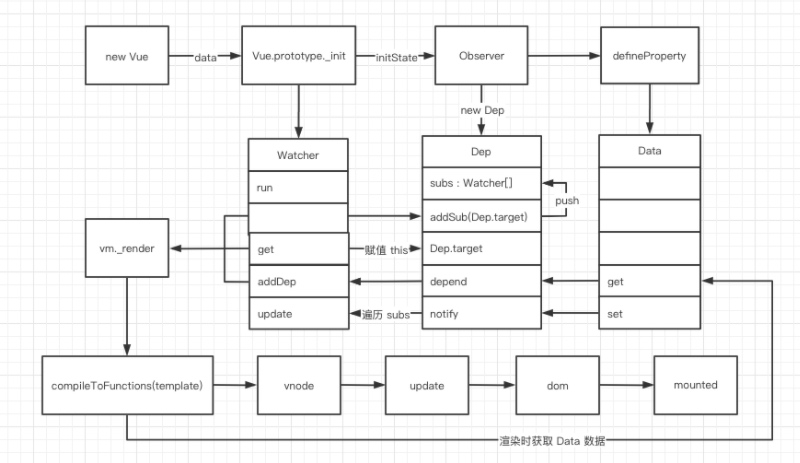 new Vue
data
Vue.prototype._init
initState
Observer
defineProperty
new Dep
Watcher
Dep
Data
run
subs : Watcher[]
push
addSub(Dep.target)
vm._render
get
赋值 this
Dep.target
addDep
depend
get
update
遍历 subs
notify
set
compileToFunctions(template)
vnode
update
dom
mounted
渲染时获取 Data 数据